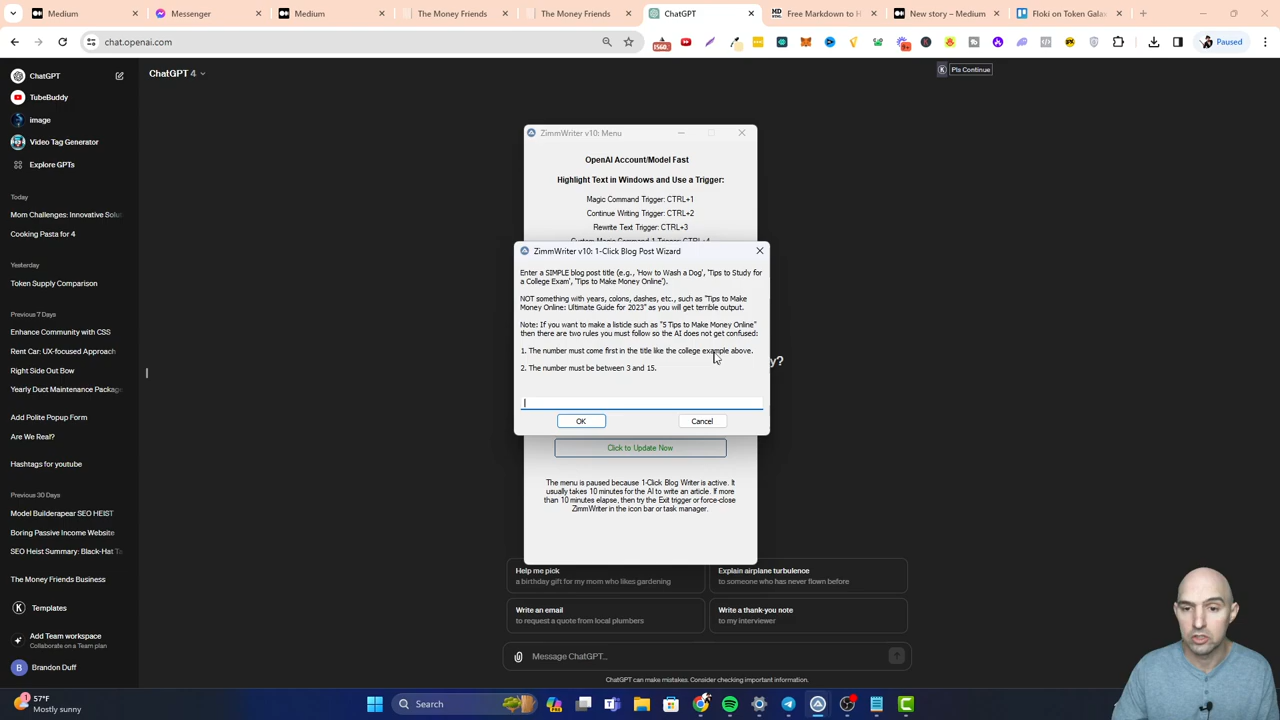 Medium
Messenger
Medium
The Money Friends
The Money Friends
ChatGPT
Free Markdown to H
New story – Medium
Floki on Token Gala
chat.openai.com
Paused
ChatGPT
TubeBuddy
image
Video Tag Generator
Explore GPTs
Today
Mom Challenges: Innovative Solut
Cooking Pasta for 4
Yesterday
Token Supply Comparison
Previous 7 Days
Enhance Community with CSS
Rent Car: UX-focused Approach
Right Side Out Bow
Yearly Duct Maintenance Package
Add Polite Popup Form
Are We Real?
Hashtags for youtube
Previous 30 Days
Model Builderapear SEO HEIST
Boring Passive Income Website
SEO Heist Summary: Black-Hat Ta
The Money Friends Business
Templates
Add Team workspace
Collaborate on a Team plan
Brandon Duff
ChatGPT 4
Pls Continue
ZimmWriter v10: Menu
OpenAI Account/Model Fast
Highlight Text in Windows and Use a Trigger:
Magic Command Trigger: CTRL+1
Continue Writing Trigger: CTRL+2
Rewrite Text Trigger: CTRL+3
Custom Magic Command 1 Trigger: CTRL+4
ZimmWriter v10: 1-Click Blog Post Wizard
Enter a SIMPLE blog post title (e.g., 'How to Wash a Dog', 'Tips to Study for
a College Exam', 'Tips to Make Money Online').
NOT something with years, colons, dashes, etc., such as "Tips to Make
Money Online: Ultimate Guide for 2023" as you will get terrible output.
Note: If you want to make a listicle such as "5 Tips to Make Money Online"
then there are two rules you must follow so the AI does not get confused:
1. The number must come first in the title like the college example above.
2. The number must be between 3 and 15.
OK
Cancel
y?
Click to Update Now
The menu is paused because 1-Click Blog Writer is active. It
usually takes 10 minutes for the AI to write an article. If more
than 10 minutes elapse, then try the Exit trigger or force-close
ZimmWriter in the icon bar or task manager.
Help me pick
a birthday gift for my mom who likes gardening
Explain airplane turbulence
to someone who has never flown before
Write an email
to request a quote from local plumbers
Write a thank-you note
to my interviewer
Message ChatGPT...
ChatGPT can make mistakes. Consider checking important information.
57°F
Mostly sunny
Search